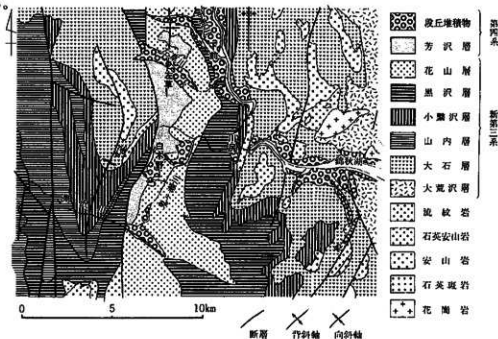 段丘堆積物
芳沢層
花山層
黒沢層
小繋沢層
山内層
大石層
大荒沢層
流紋岩
石英安山岩
安山岩
石英斑岩
花崗岩
第四系
新第三系
0 5 10km
断層 背斜軸 向斜軸